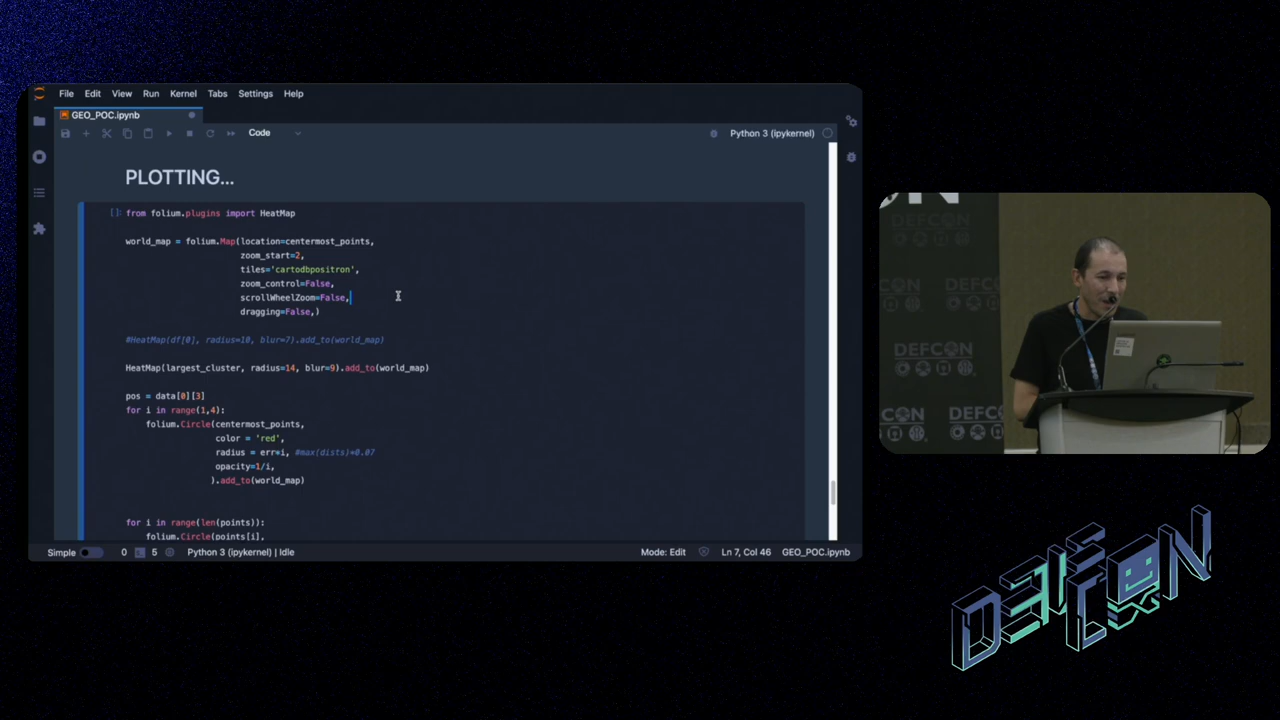 File Edit View Run Kernel Tabs Settings Help
GEO_POC.ipynb
Code
Python 3 (ipykernel)
PLOTTING...
[]: from folium.plugins import HeatMap
world_map = folium.Map(location=centermost_points,
zoom_start=2,
tiles='cartodbpositron',
zoom_control=False,
scrollWheelZoom=False,
dragging=False,)
#HeatMap(df[0], radius=10, blur=7).add_to(world_map)
HeatMap(largest_cluster, radius=14, blur=9).add_to(world_map)
pos = data[0][3]
for i in range(1,4):
folium.Circle(centermost_points,
color = 'red',
radius = err*i, #max(dists)*0.07
opacity=1/i,
).add_to(world_map)
for i in range(len(points)):
folium.Circle(points[i],
Simple 0 5 Python 3 (ipykernel) | Idle
Mode: Edit Ln 7, Col 46 GEO_POC.ipynb
DEFCON
DEFCON
CON DEFC
DEFCON